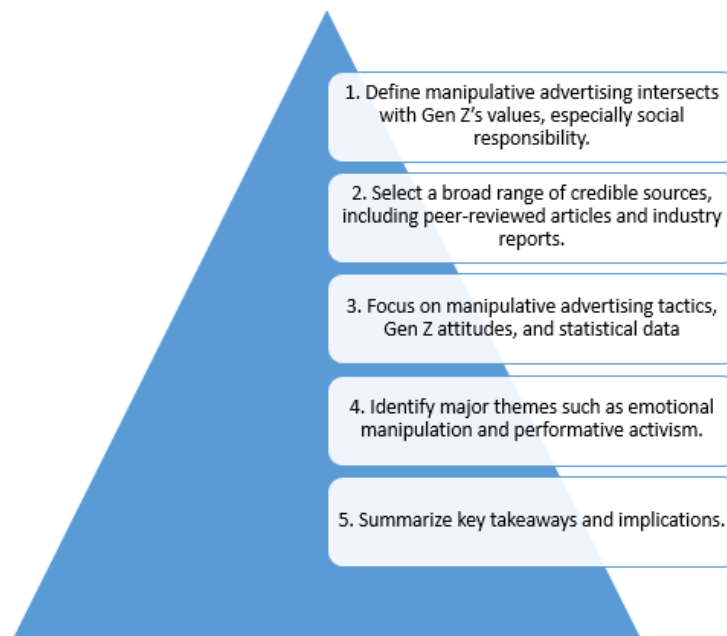 1. Define manipulative advertising intersects
with Gen Z’s values, especially social
responsibility.
2. Select a broad range of credible sources,
including peer-reviewed articles and industry
reports.
3. Focus on manipulative advertising tactics,
Gen Z attitudes, and statistical data
4. Identify major themes such as emotional
manipulation and performative activism.
5. Summarize key takeaways and implications.